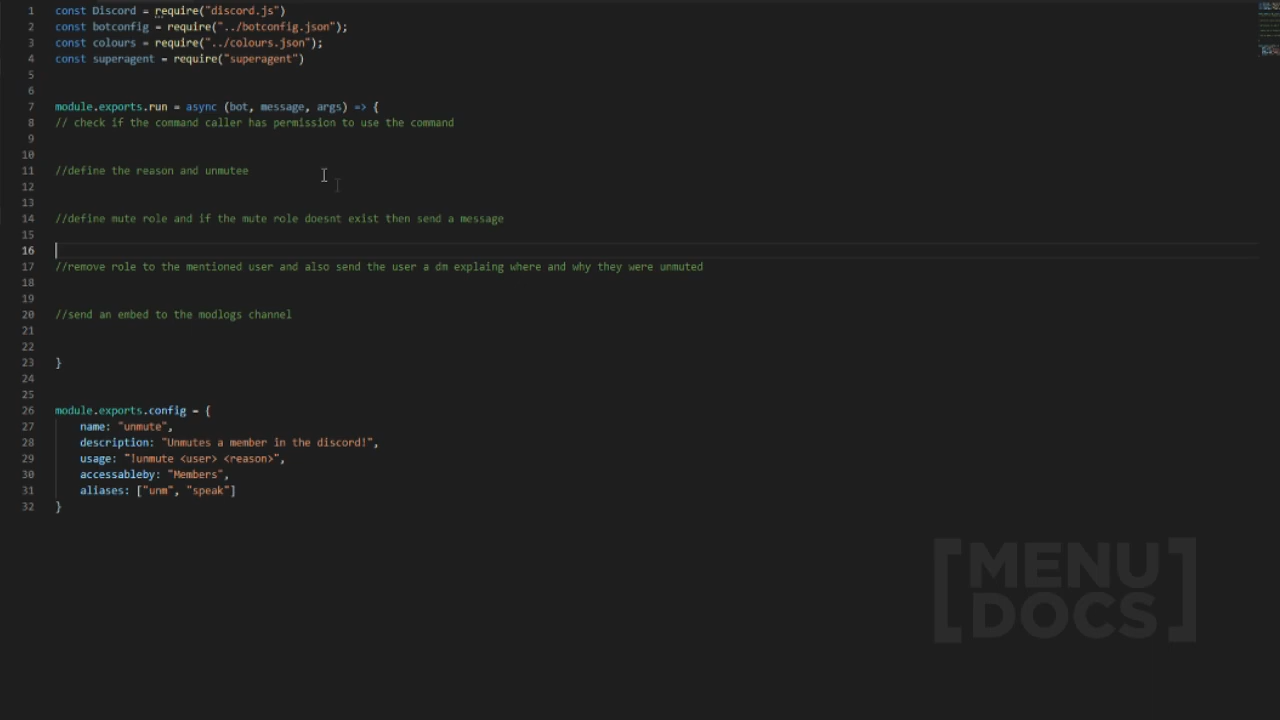 1 const Discord = require("discord.js")
2 const botconfig = require("../botconfig.json");
3 const colours = require("../colours.json");
4 const superagent = require("superagent")
5
6
7 module.exports.run = async (bot, message, args) => {
8 // check if the command caller has permission to use the command
9
10
11 //define the reason and unmutee
12
13
14 //define mute role and if the mute role doesnt exist then send a message
15
16
17 //remove role to the mentioned user and also send the user a dm explaing where and why they were unmuted
18
19
20 //send an embed to the modlogs channel
21
22
23 }
24
25
26 module.exports.config = {
27 name: "unmute",
28 description: "Unmutes a member in the discord!",
29 usage: "!unmute <user> <reason>",
30 accessableby: "Members",
31 aliases: ["unm", "speak"]
32 }
[MENU
DOCS]